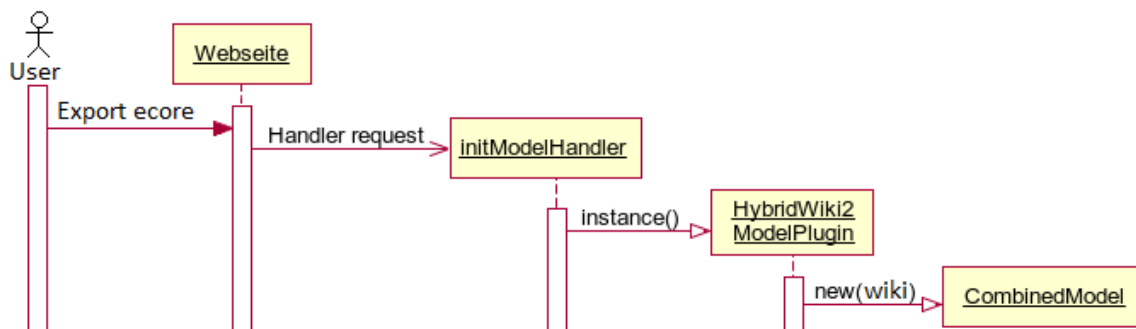 User
Webseite
Export ecore
Handler request
initModelHandler
instance()
HybridWiki2
ModelPlugin
new(wiki)
CombinedModel